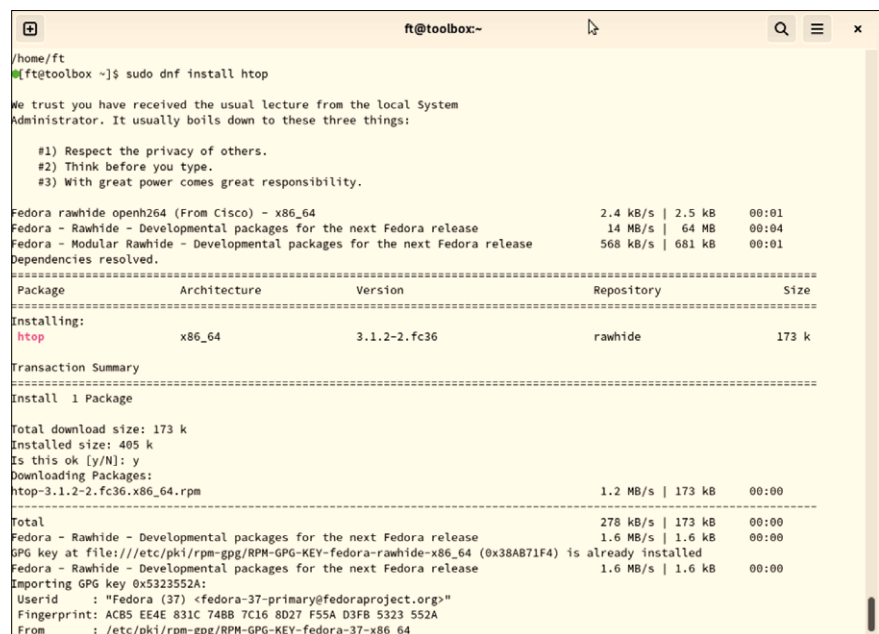 ft@toolbox:~
/home/ft
[ft@toolbox ~]$ sudo dnf install htop
We trust you have received the usual lecture from the local System
Administrator. It usually boils down to these three things:
#1) Respect the privacy of others.
#2) Think before you type.
#3) With great power comes great responsibility.
Fedora rawhide openh264 (From Cisco) - x86_64 2.4 kB/s | 2.5 kB 00:01
Fedora - Rawhide - Developmental packages for the next Fedora release 14 MB/s | 64 MB 00:04
Fedora - Modular Rawhide - Developmental packages for the next Fedora release 568 kB/s | 681 kB 00:01
Dependencies resolved.
================================================================================
Package Architecture Version Repository Size
================================================================================
Installing:
htop x86_64 3.1.2-2.fc36 rawhide 173 k
Transaction Summary
================================================================================
Install 1 Package
Total download size: 173 k
Installed size: 405 k
Is this ok [y/N]: y
Downloading Packages:
htop-3.1.2-2.fc36.x86_64.rpm 1.2 MB/s | 173 kB 00:00
--------------------------------------------------------------------------------
Total 278 kB/s | 173 kB 00:00
Fedora - Rawhide - Developmental packages for the next Fedora release 1.6 MB/s | 1.6 kB 00:00
GPG key at file:///etc/pki/rpm-gpg/RPM-GPG-KEY-fedora-rawhide-x86_64 (0x38AB71F4) is already installed
Fedora - Rawhide - Developmental packages for the next Fedora release 1.6 MB/s | 1.6 kB 00:00
Importing GPG key 0x5323552A:
Userid : "Fedora (37) <fedora-37-primary@fedoraproject.org>"
Fingerprint: ACB5 EE4E 831C 74BB 7C16 8D27 F55A D3FB 5323 552A
From : /etc/pki/rpm-gpg/RPM-GPG-KEY-fedora-37-x86_64